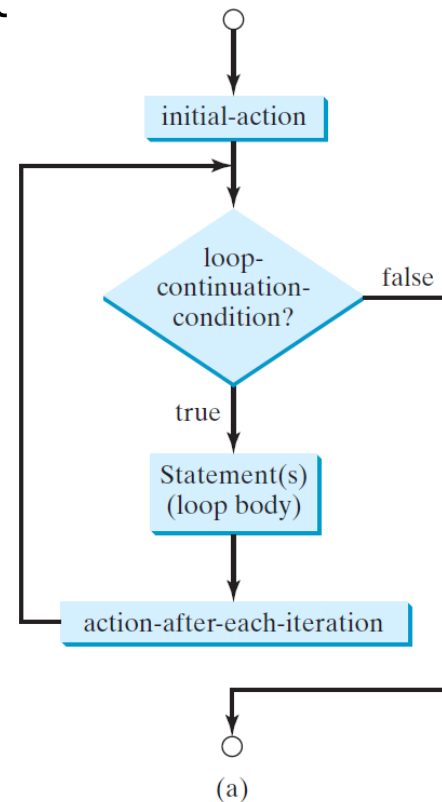 initial-action
loop-
continuation-
condition?
false
true
Statement(s)
(loop body)
action-after-each-iteration
(a)